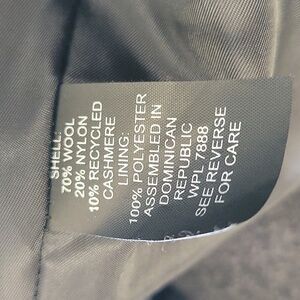 SHELL:
70% WOOL
20% NYLON
10% RECYCLED
CASHMERE
LINING:
100% POLYESTER
ASSEMBLED IN
DOMINICAN
REPUBLIC
WPL 7888
SEE REVERSE
FOR CARE